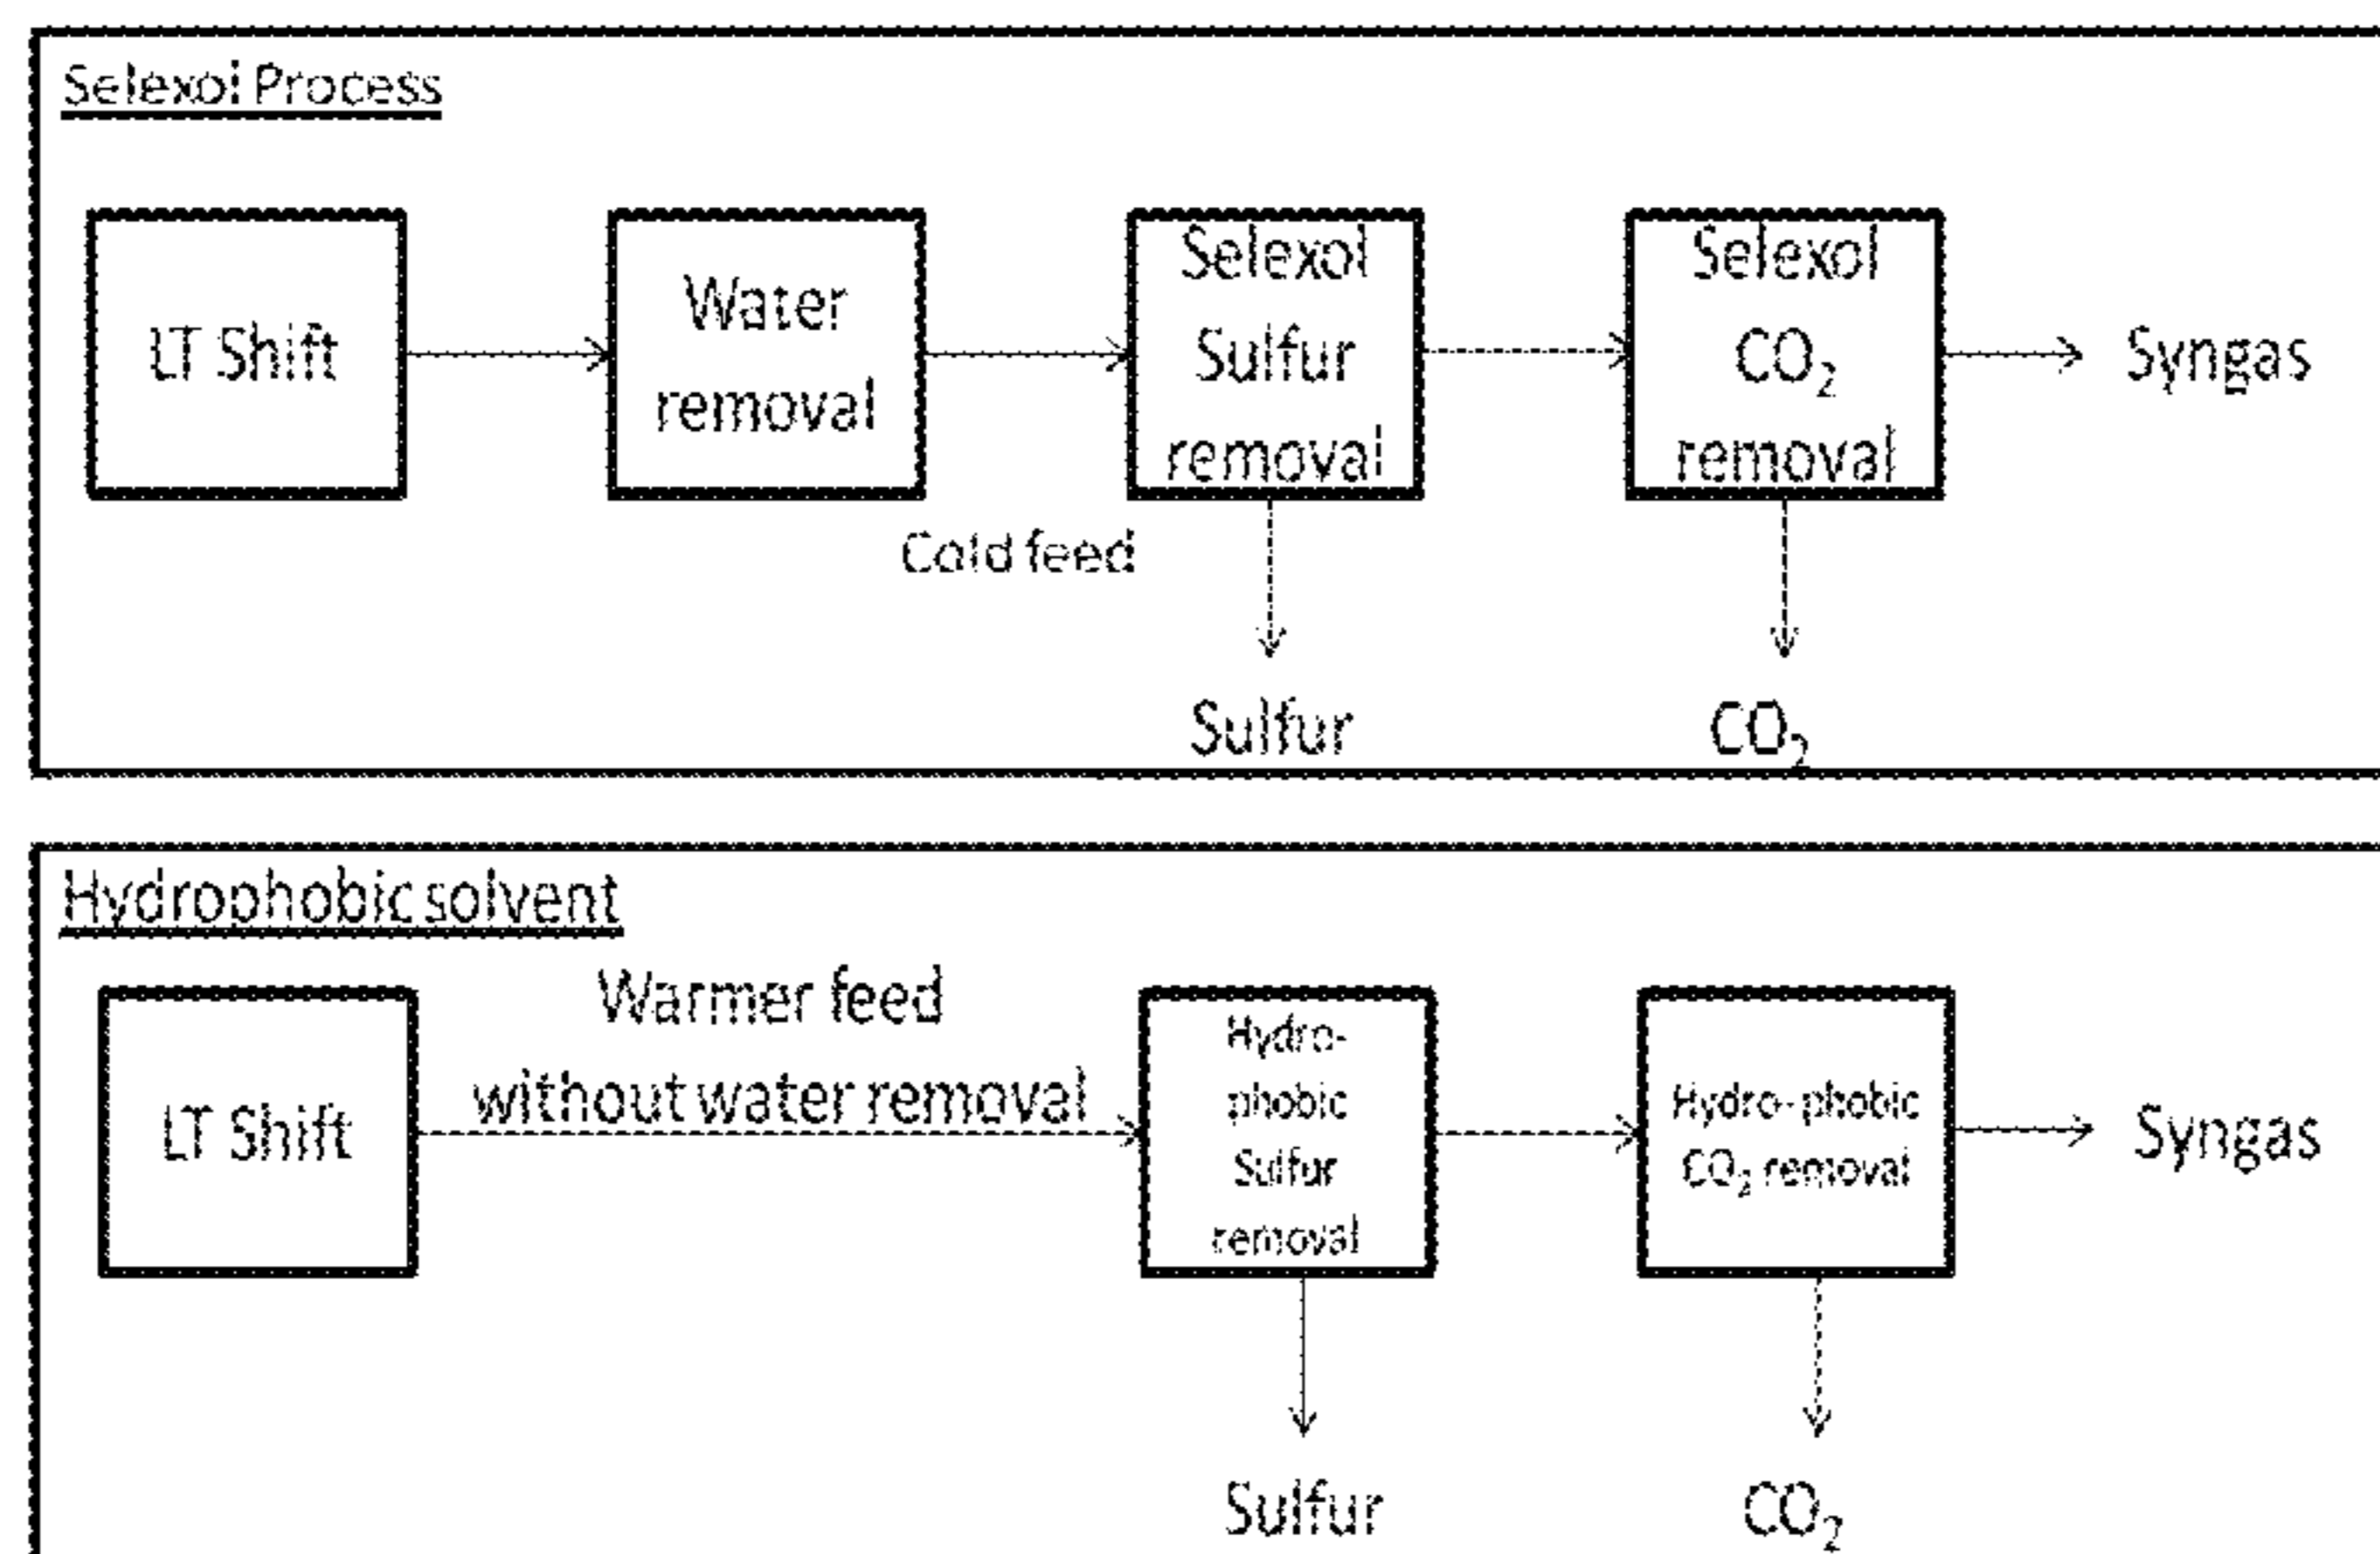 Selexol Process
LT Shift
Water
removal
Selexol
Sulfur
removal
Selexol
CO₂
removal
Syngas
Cold feed
Sulfur
CO₂
Hydrophobic solvent
Warmer feed
without water removal
LT Shift
Hydro-
phobic
Sulfur
removal
Hydro-phobic
CO₂ removal
Syngas
Sulfur
CO₂